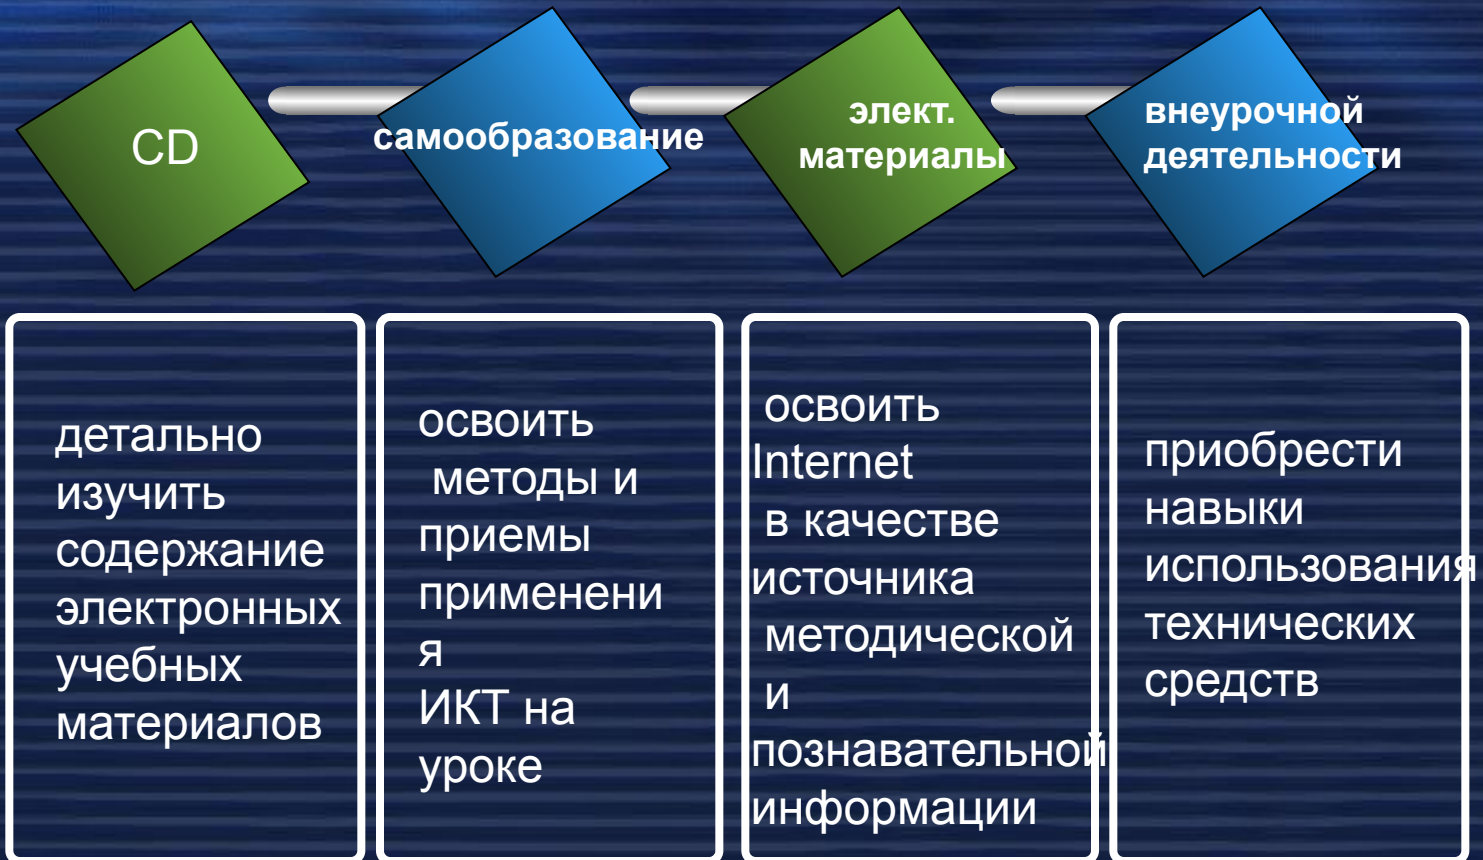 CD
самообразование
элект.
материалы
внеурочной
деятельности
детально
изучить
содержание
электронных
учебных
материалов
освоить
методы и
приемы
применени
я
ИКТ на
уроке
освоить
Internet
в качестве
источника
методической
и
познавательной
информации
приобрести
навыки
использования
технических
средств